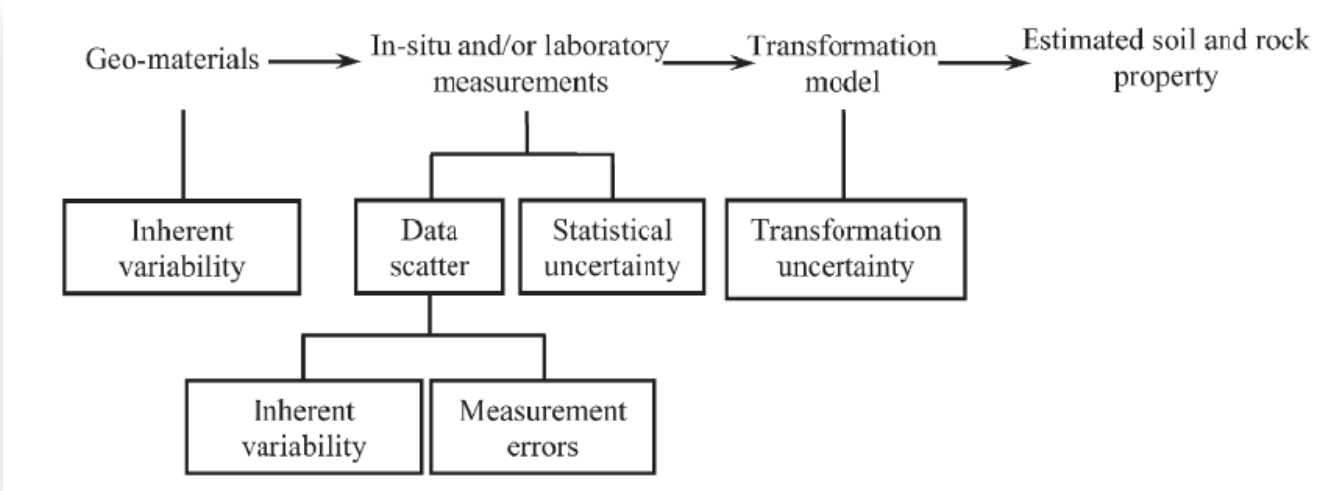 Geo-materials
In-situ and/or laboratory
measurements
Transformation
model
Estimated soil and rock
property
Inherent
variability
Data
scatter
Statistical
uncertainty
Transformation
uncertainty
Inherent
variability
Measurement
errors